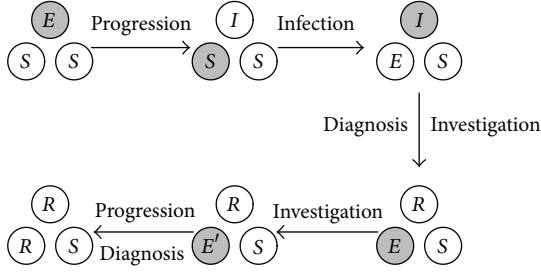 E Progression I Infection I
S S S S E S
Diagnosis Investigation
R Progression R Investigation R
R S Diagnosis E′ S E S